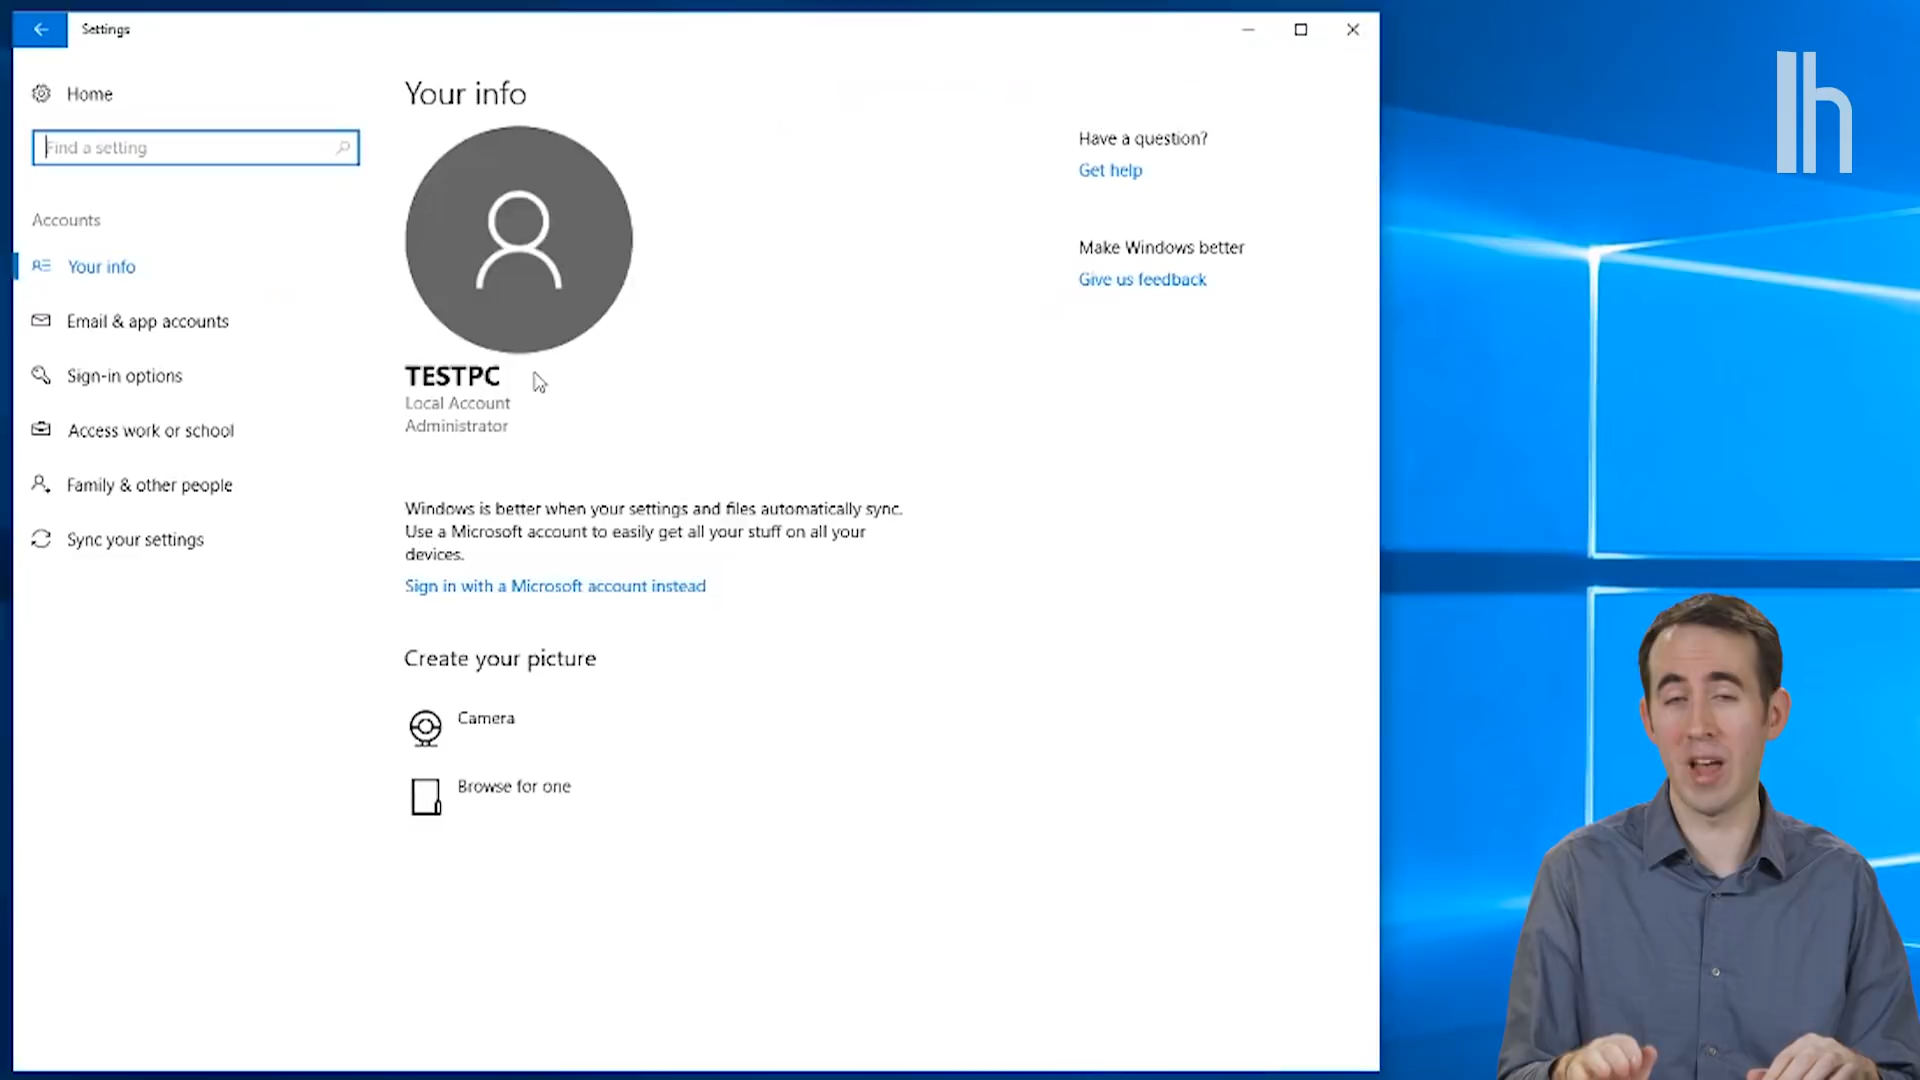 Settings
Home
Find a setting
Accounts
Your info
Email & app accounts
Sign-in options
Access work or school
Family & other people
Sync your settings
Your info
TESTPC
Local Account
Administrator
Windows is better when your settings and files automatically sync.
Use a Microsoft account to easily get all your stuff on all your
devices.
Sign in with a Microsoft account instead
Create your picture
Camera
Browse for one
Have a question?
Get help
Make Windows better
Give us feedback
lh